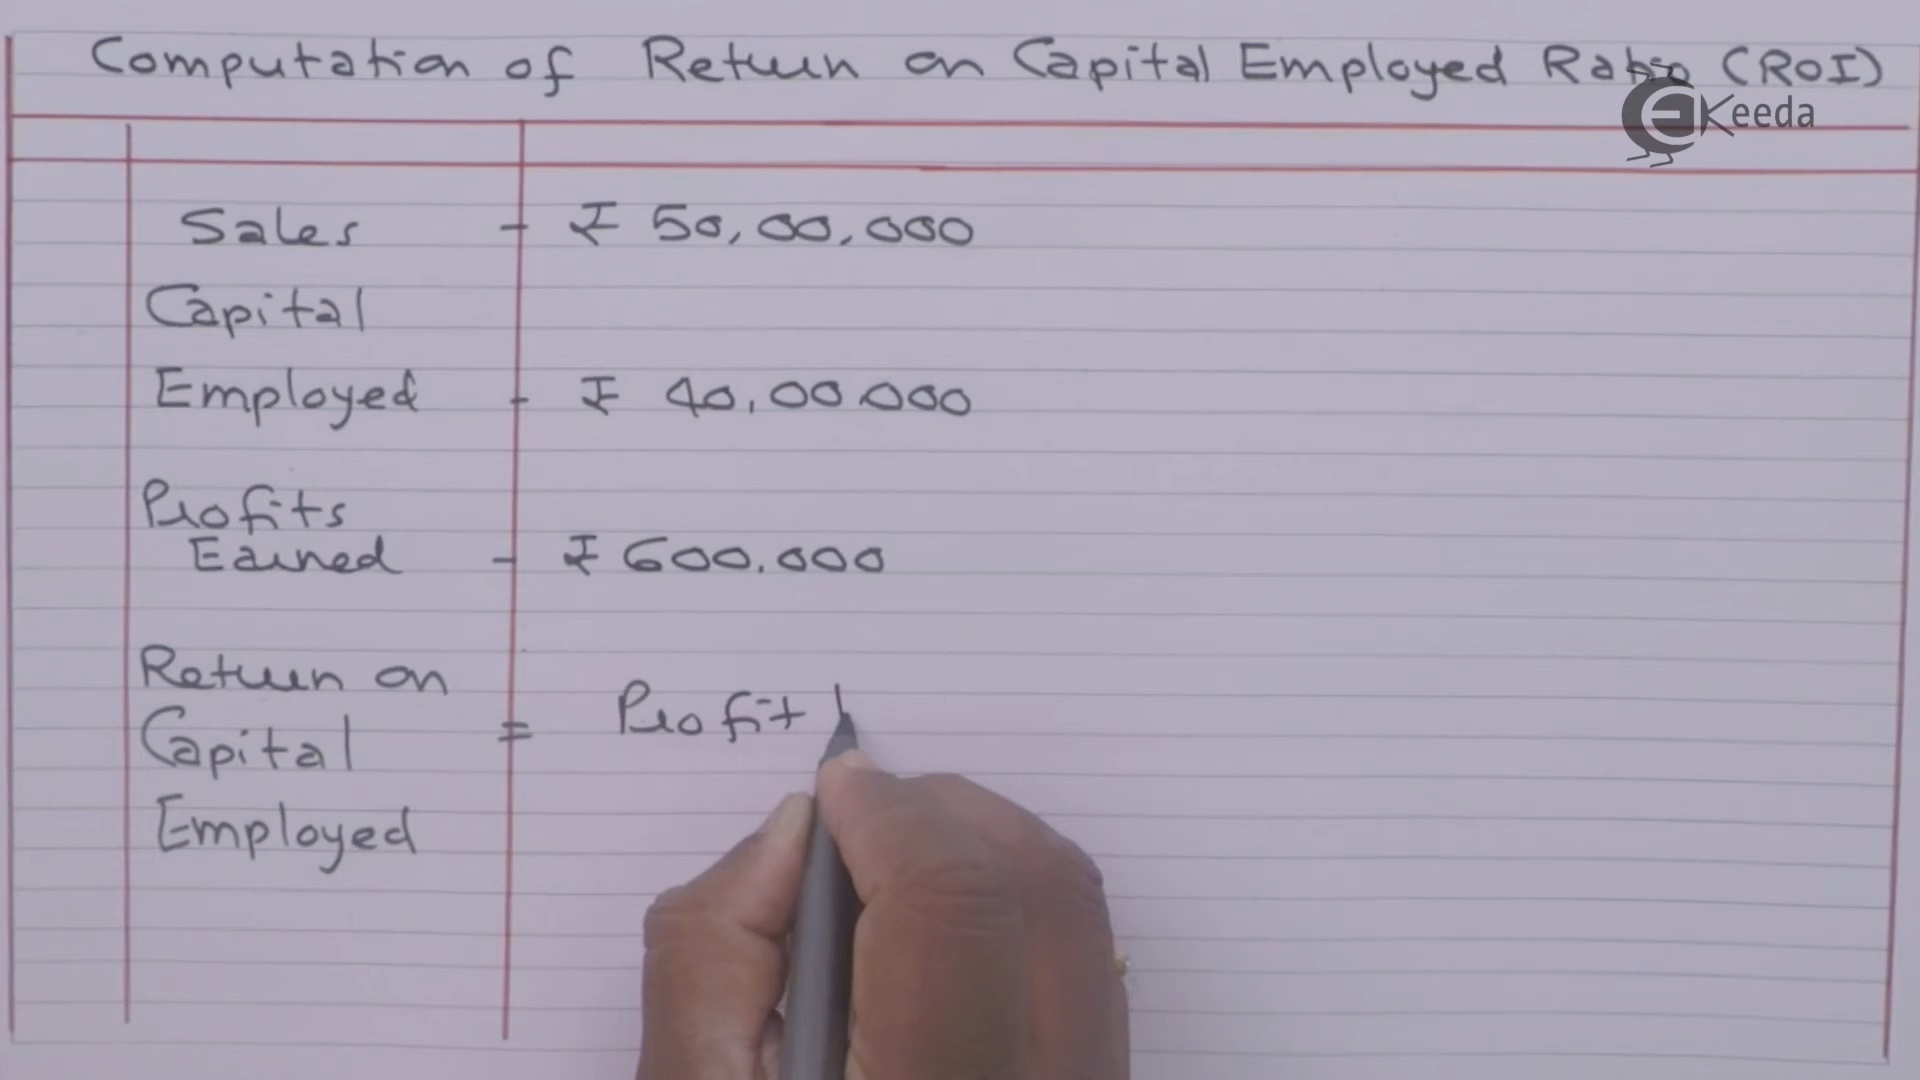 Computation of Return on Capital Employed Ratio (ROI)
EKeeda
Sales - ₹ 50,00,000
Capital
Employed - ₹ 40,00.000
Profits
Earned - ₹ 600.000
Return on
Capital = Profit
Employed